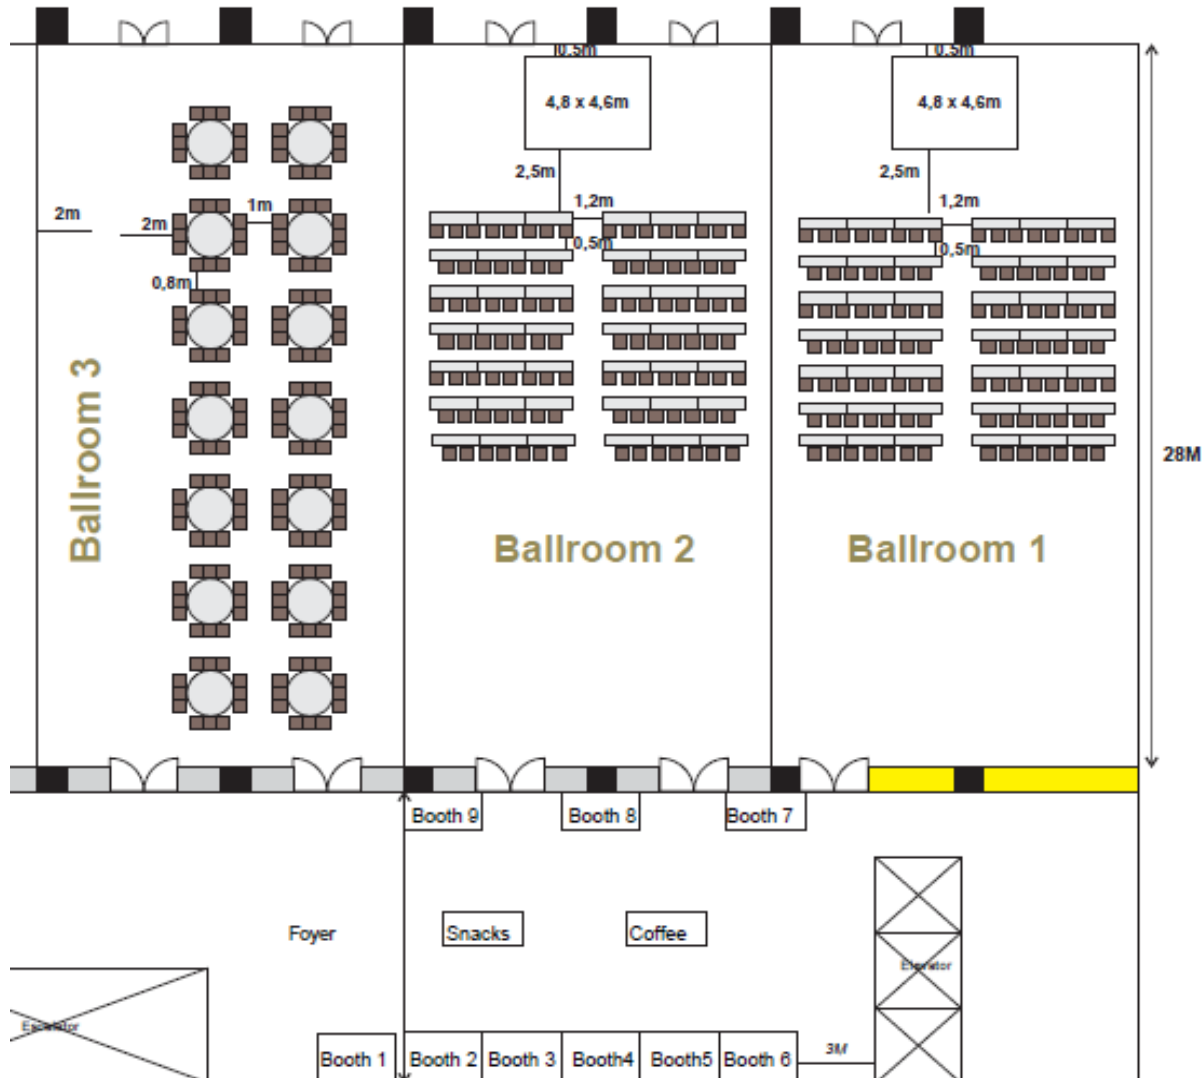 0.5m
0.5m
4,8 x 4,6m
4,8 x 4,6m
2,5m
2,5m
2m
2m
1m
1,2m
1,2m
0,5m
0,5m
0,8m
Ballroom 3
28M
Ballroom 2
Ballroom 1
Booth 9
Booth 8
Booth 7
Foyer
Snacks
Coffee
Elevator
Escalator
Booth 1
Booth 2
Booth 3
Booth4
Booth5
Booth 6
3M